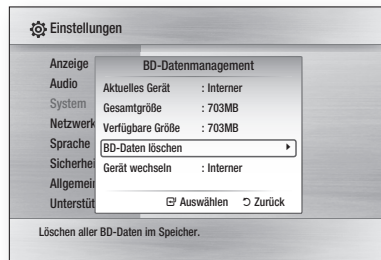 Einstellungen
Anzeige
Audio
System
Netzwerk
Sprache
Sicherhei
Allgemein
Unterstüt
BD-Datenmanagement
Aktuelles Gerät : Interner
Gesamtgröße : 703MB
Verfügbare Größe : 703MB
BD-Daten löschen
Gerät wechseln : Interner
Auswählen Zurück
Löschen aller BD-Daten im Speicher.